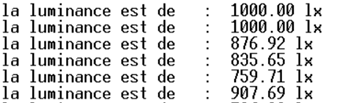 la luminance est de : 1000.00 lx
la luminance est de : 1000.00 lx
la luminance est de : 876.92 lx
la luminance est de : 835.65 lx
la luminance est de : 759.71 lx
la luminance est de : 907.69 lx